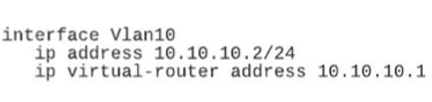 interface Vlan10
ip address 10.10.10.2/24
ip virtual-router address 10.10.10.1